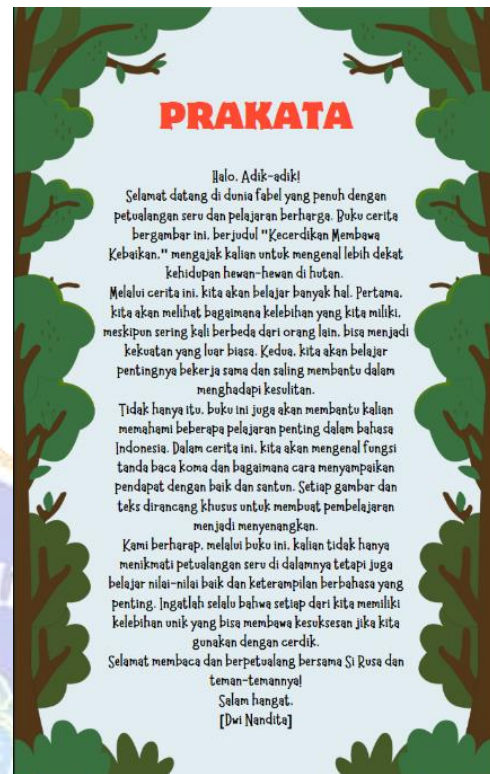 PRAKATA
Halo, Adik-adik!
Selamat datang di dunia fabel yang penuh dengan
petualangan seru dan pelajaran berharga. Buku cerita
bergambar ini, berjudul "Kecerdikan Membawa
Kebaikan," mengajak kalian untuk mengenal lebih dekat
kehidupan hewan-hewan di hutan.
Melalui cerita ini, kita akan belajar banyak hal. Pertama,
kita akan melihat bagaimana kelebihan yang kita miliki,
meskipun sering kali berbeda dari orang lain, bisa menjadi
kekuatan yang luar biasa. Kedua, kita akan belajar
pentingnya bekerja sama dan saling membantu dalam
menghadapi kesulitan.
Tidak hanya itu, buku ini juga akan membantu kalian
memahami beberapa pelajaran penting dalam bahasa
Indonesia. Dalam cerita ini, kita akan mengenal fungsi
tanda baca koma dan bagaimana cara menyampaikan
pendapat dengan baik dan santun. Setiap gambar dan
teks dirancang khusus untuk membuat pembelajaran
menjadi menyenangkan.
Kami berharap, melalui buku ini, kalian tidak hanya
menikmati petualangan seru di dalamnya tetapi juga
belajar nilai-nilai baik dan keterampilan berbahasa yang
penting. Ingatlah selalu bahwa setiap dari kita memiliki
kelebihan unik yang bisa membawa kesuksesan jika kita
gunakan dengan cerdik.
Selamat membaca dan berpetualang bersama Si Rusa dan
teman-temannya!
Salam hangat,
[Dwi Nandita]